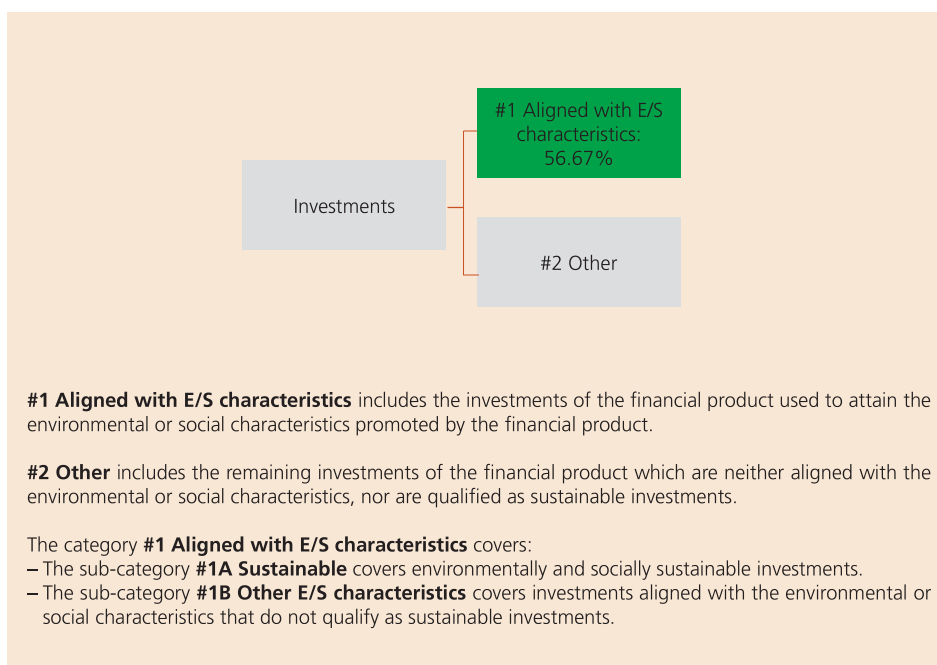 #1 Aligned with E/S
characteristics:
56.67%
Investments
#2 Other
#1 Aligned with E/S characteristics includes the investments of the financial product used to attain the
environmental or social characteristics promoted by the financial product.
#2 Other includes the remaining investments of the financial product which are neither aligned with the
environmental or social characteristics, nor are qualified as sustainable investments.
The category #1 Aligned with E/S characteristics covers:
– The sub-category #1A Sustainable covers environmentally and socially sustainable investments.
– The sub-category #1B Other E/S characteristics covers investments aligned with the environmental or
social characteristics that do not qualify as sustainable investments.